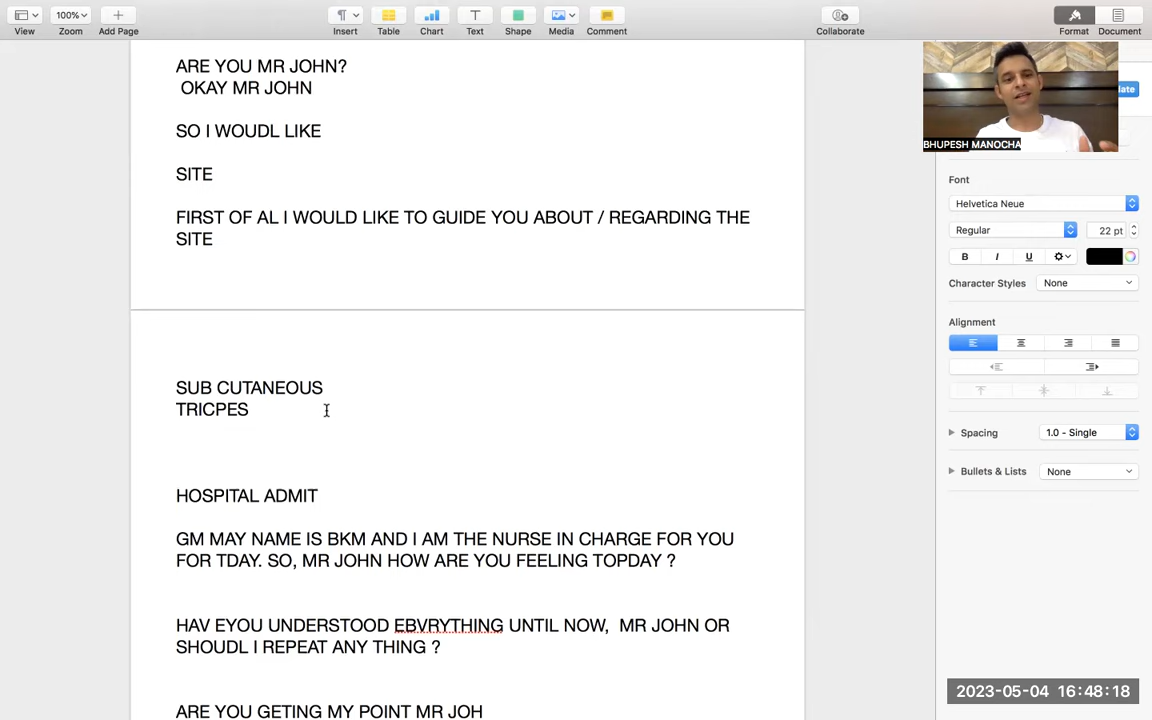 View
100%
Zoom
Add Page
Insert
Table
Chart
Text
Shape
Media
Comment
Collaborate
Format
Document
ARE YOU MR JOHN?
OKAY MR JOHN
SO I WOUDL LIKE
SITE
FIRST OF AL I WOULD LIKE TO GUIDE YOU ABOUT / REGARDING THE
SITE
SUB CUTANEOUS
TRICPES
HOSPITAL ADMIT
GM MAY NAME IS BKM AND I AM THE NURSE IN CHARGE FOR YOU
FOR TDAY. SO, MR JOHN HOW ARE YOU FEELING TOPDAY ?
HAV EYOU UNDERSTOOD EBVRYTHING UNTIL NOW, MR JOHN OR
SHOUDL I REPEAT ANY THING ?
ARE YOU GETING MY POINT MR JOH
BHUPESH MANOCHA
Font
Helvetica Neue
Regular
22 pt
B I U
Character Styles
None
Alignment
Spacing
1.0 - Single
Bullets & Lists
None
2023-05-04 16:48:18